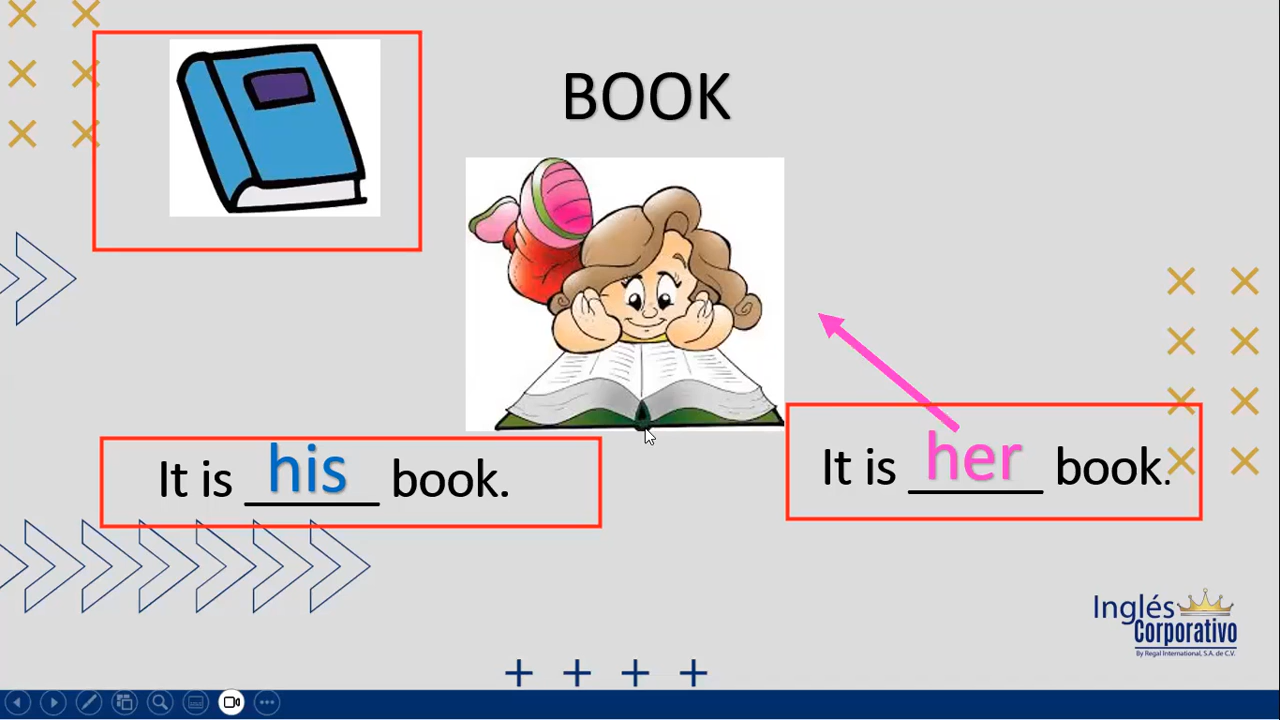 BOOK
It is his book.
It is her book.
Inglés
Corporativo
By Regal International, S.A. de C.V.